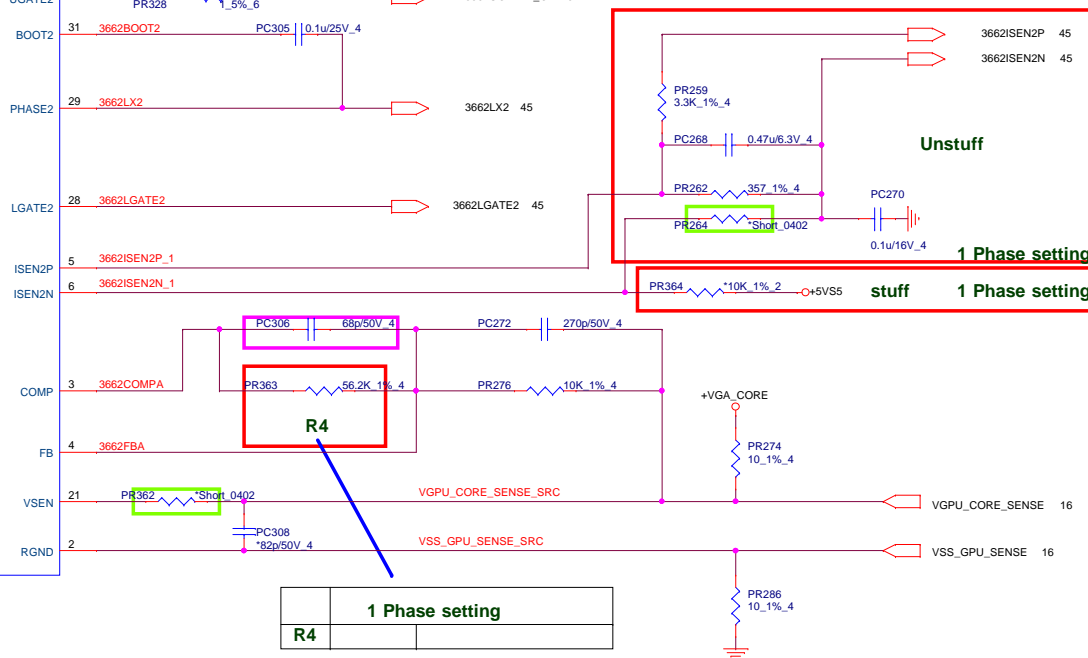 PR328
1_5%_6
BOOT2
31
3662BOOT2
PC305
0.1u/25V_4
3662ISEN2P 45
3662ISEN2N 45
PR259
3.3K_1%_4
PHASE2
29
3662LX2
3662LX2 45
PC268
0.47u/6.3V_4
Unstuff
PR262
357_1%_4
PC270
LGATE2
28
3662LGATE2
3662LGATE2 45
PR264
*Short_0402
0.1u/16V_4
1 Phase setting
ISEN2P
5
3662ISEN2P_1
ISEN2N
6
3662ISEN2N_1
PR364
*10K_1%_2
+5VS5
stuff
1 Phase setting
PC306
68p/50V_4
PC272
270p/50V_4
COMP
3
3662COMPA
PR363
56.2K_1%_4
PR276
10K_1%_4
+VGA_CORE
R4
FB
4
3662FBA
PR274
10_1%_4
VSEN
21
PR362
*Short_0402
VGPU_CORE_SENSE_SRC
VGPU_CORE_SENSE 16
PC308
*82p/50V_4
RGND
2
VSS_GPU_SENSE_SRC
VSS_GPU_SENSE 16
PR286
10_1%_4
1 Phase setting
R4